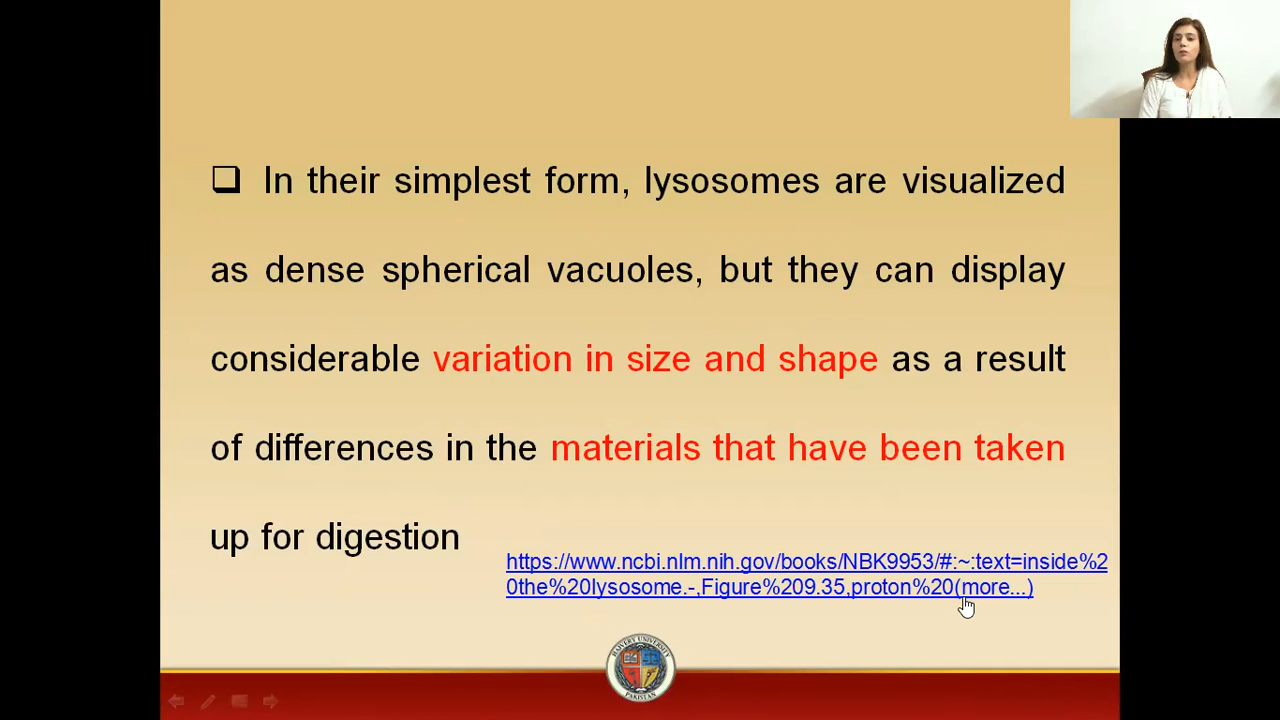 ❑ In their simplest form, lysosomes are visualized
as dense spherical vacuoles, but they can display
considerable variation in size and shape as a result
of differences in the materials that have been taken
up for digestion
https://www.ncbi.nlm.nih.gov/books/NBK9953/#:~:text=inside%2
0the%20lysosome.-,Figure%209.35,proton%20(more...)
PAKISTAN